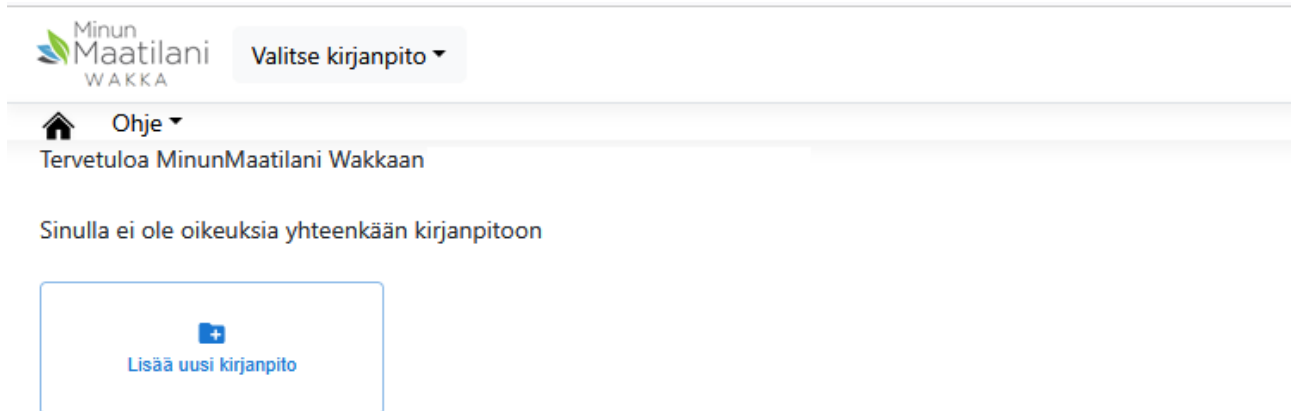 Minun
Maatilani
WAKKA
Valitse kirjanpito
Ohje
Tervetuloa MinunMaatilani Wakkaan
Sinulla ei ole oikeuksia yhteenkään kirjanpitoon
Lisää uusi kirjanpito